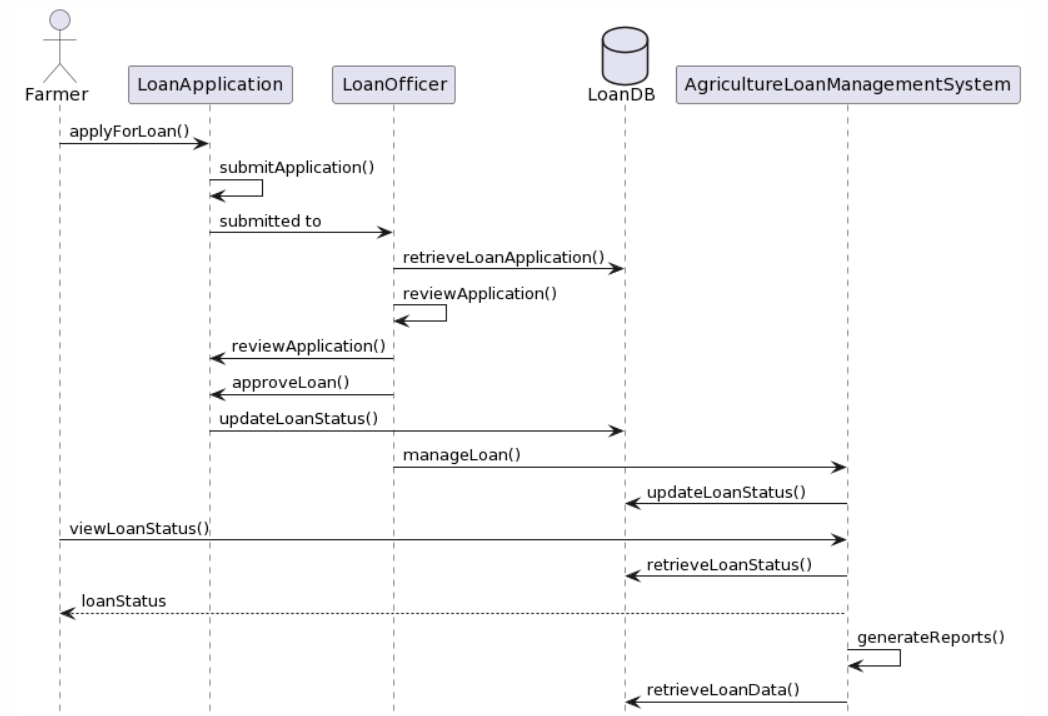 Farmer
LoanApplication
LoanOfficer
LoanDB
AgricultureLoanManagementSystem
applyForLoan()
submitApplication()
submitted to
retrieveLoanApplication()
reviewApplication()
reviewApplication()
approveLoan()
updateLoanStatus()
manageLoan()
updateLoanStatus()
viewLoanStatus()
retrieveLoanStatus()
loanStatus
generateReports()
retrieveLoanData()